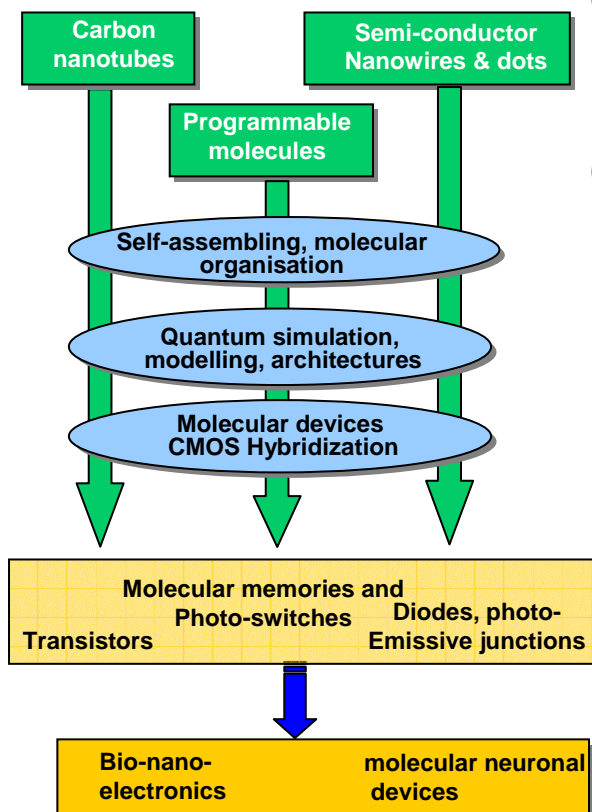 Carbon
nanotubes
Semi-conductor
Nanowires & dots
Programmable
molecules
Self-assembling, molecular
organisation
Quantum simulation,
modelling, architectures
Molecular devices
CMOS Hybridization
Molecular memories and
Photo-switches
Transistors
Diodes, photo-
Emissive junctions
Bio-nano-
electronics
molecular neuronal
devices